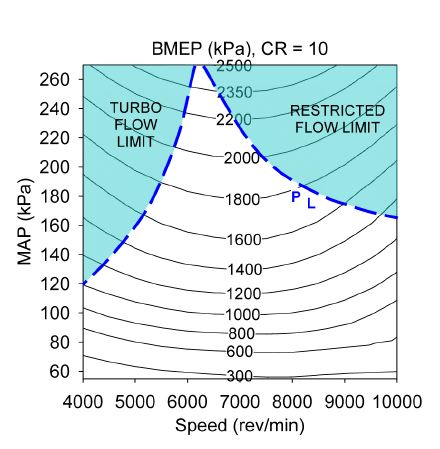 BMEP (kPa), CR = 10
260
240
220
200
180
160
140
120
100
80
60
MAP (kPa)
TURBO
FLOW
LIMIT
RESTRICTED
FLOW LIMIT
2500
2350
2200
2000
1800
P L
1600
1400
1200
1000
800
600
300
4000 5000 6000 7000 8000 9000 10000
Speed (rev/min)